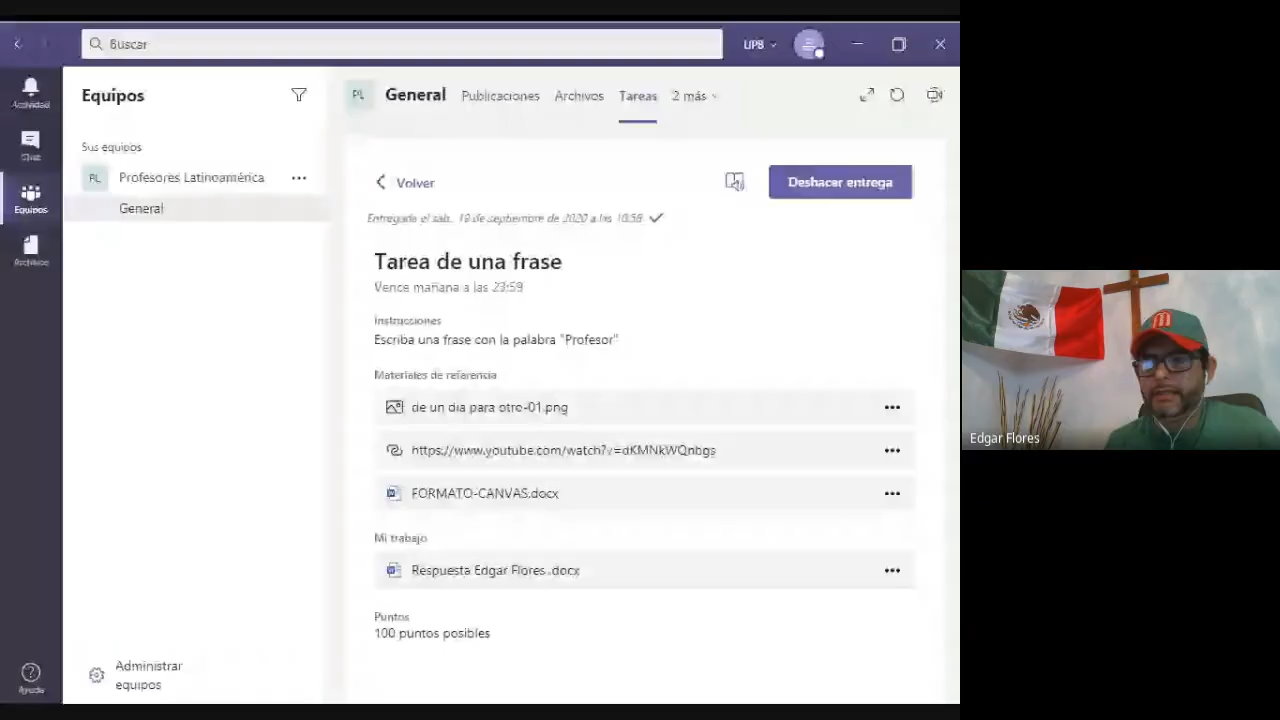 Buscar
UPB
Actividad
Chat
Equipos
Archivos
Ayuda
Equipos
Sus equipos
PL Profesores Latinoamérica
General
Administrar
equipos
PL General Publicaciones Archivos Tareas 2 más
Volver
Deshacer entrega
Entregada el sáb., 19 de septiembre de 2020 a las 10:58
Tarea de una frase
Vence mañana a las 23:59
Instrucciones
Escriba una frase con la palabra "Profesor"
Materiales de referencia
de un dia para otro-01.png
https://www.youtube.com/watch?v=dKMNkWQnbgs
FORMATO-CANVAS.docx
Mi trabajo
Respuesta Edgar Flores .docx
Puntos
100 puntos posibles
Edgar Flores